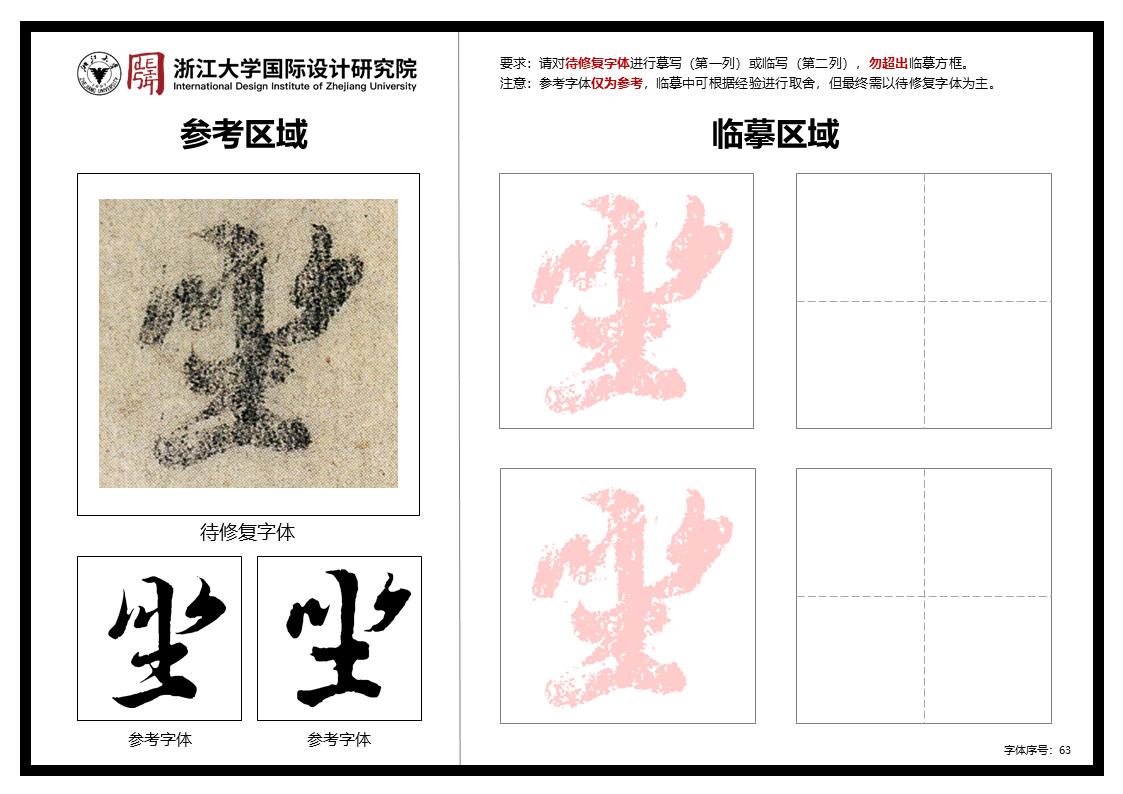 浙江大学国际设计研究院
International Design Institute of Zhejiang University
参考区域
坐
待修复字体
坐 坐
参考字体 参考字体
要求：请对待修复字体进行摹写（第一列）或临写（第二列），勿超出临摹方框。
注意：参考字体仅为参考，临摹中可根据经验进行取舍，但最终需以待修复字体为主。
临摹区域
坐
坐
字体序号：63